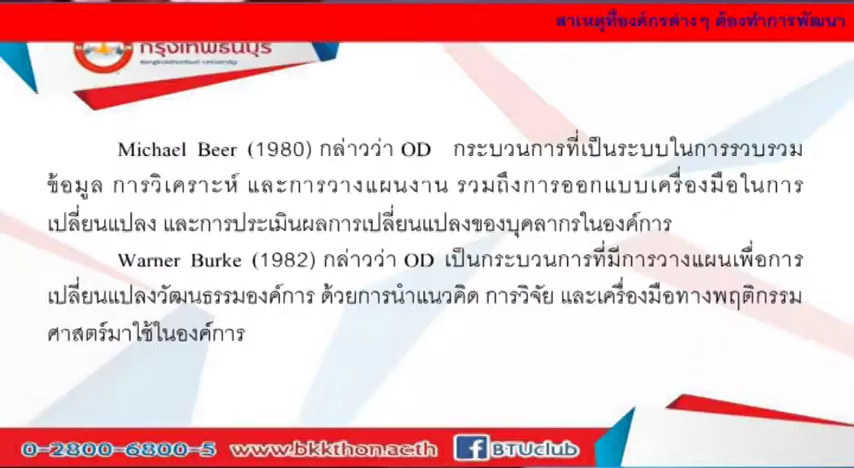 สาเหตุที่องค์กรต่างๆ ต้องทำการพัฒนา
กรุงเทพธนบุรี
Michael Beer (1980) กล่าวว่า OD กระบวนการที่เป็นระบบในการรวบรวม
ข้อมูล การวิเคราะห์ และการวางแผนงาน รวมถึงการออกแบบเครื่องมือในการ
เปลี่ยนแปลง และการประเมินผลการเปลี่ยนแปลงของบุคลากรในองค์การ
Warner Burke (1982) กล่าวว่า OD เป็นกระบวนการที่มีการวางแผนเพื่อการ
เปลี่ยนแปลงวัฒนธรรมองค์การ ด้วยการนำแนวคิด การวิจัย และเครื่องมือทางพฤติกรรม
ศาสตร์มาใช้ในองค์การ
0-2800-6800-5 www.bkkthon.ac.th f BTUclub